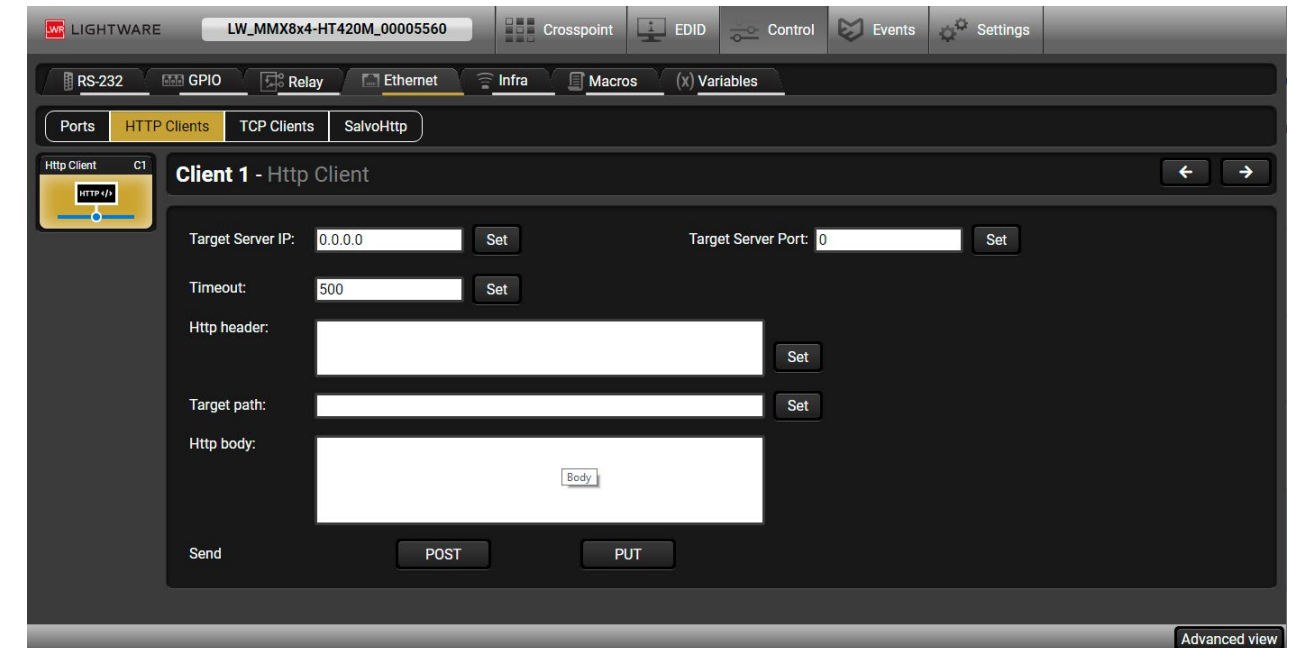 LWR LIGHTWARE LW_MMX8x4-HT420M_00005560 Crosspoint EDID Control Events Settings
RS-232 GPIO Relay Ethernet Infra Macros (X) Variables
Ports HTTP Clients TCP Clients SalvoHttp
Http Client C1
HTTP </>
Client 1 - Http Client
Target Server IP: 0.0.0.0 Set Target Server Port: 0 Set
Timeout: 500 Set
Http header:
Set
Target path: Set
Http body:
Body
Send POST PUT
Advanced view